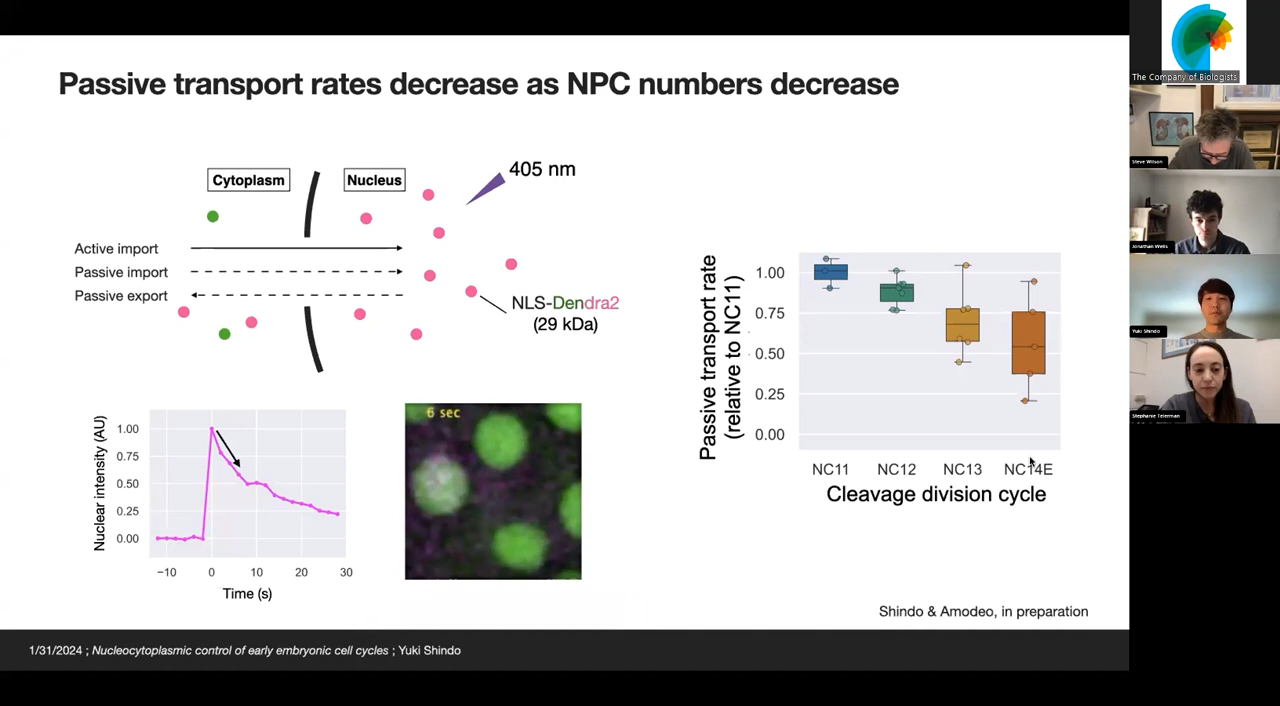 Passive transport rates decrease as NPC numbers decrease
Cytoplasm
Nucleus
405 nm
Active import
Passive import
Passive export
NLS-Dendra2
(29 kDa)
Nuclear intensity (AU)
1.00
0.75
0.50
0.25
0.00
−10
0
10
20
30
Time (s)
6 sec
Passive transport rate
(relative to NC11)
1.00
0.75
0.50
0.25
0.00
NC11
NC12
NC13
NC14E
Cleavage division cycle
Shindo & Amodeo, in preparation
1/31/2024 ; Nucleocytoplasmic control of early embryonic cell cycles ; Yuki Shindo
The Company of Biologists
Steve Wilson
Jonathan Wells
Yuki Shindo
Stephanie Telerman